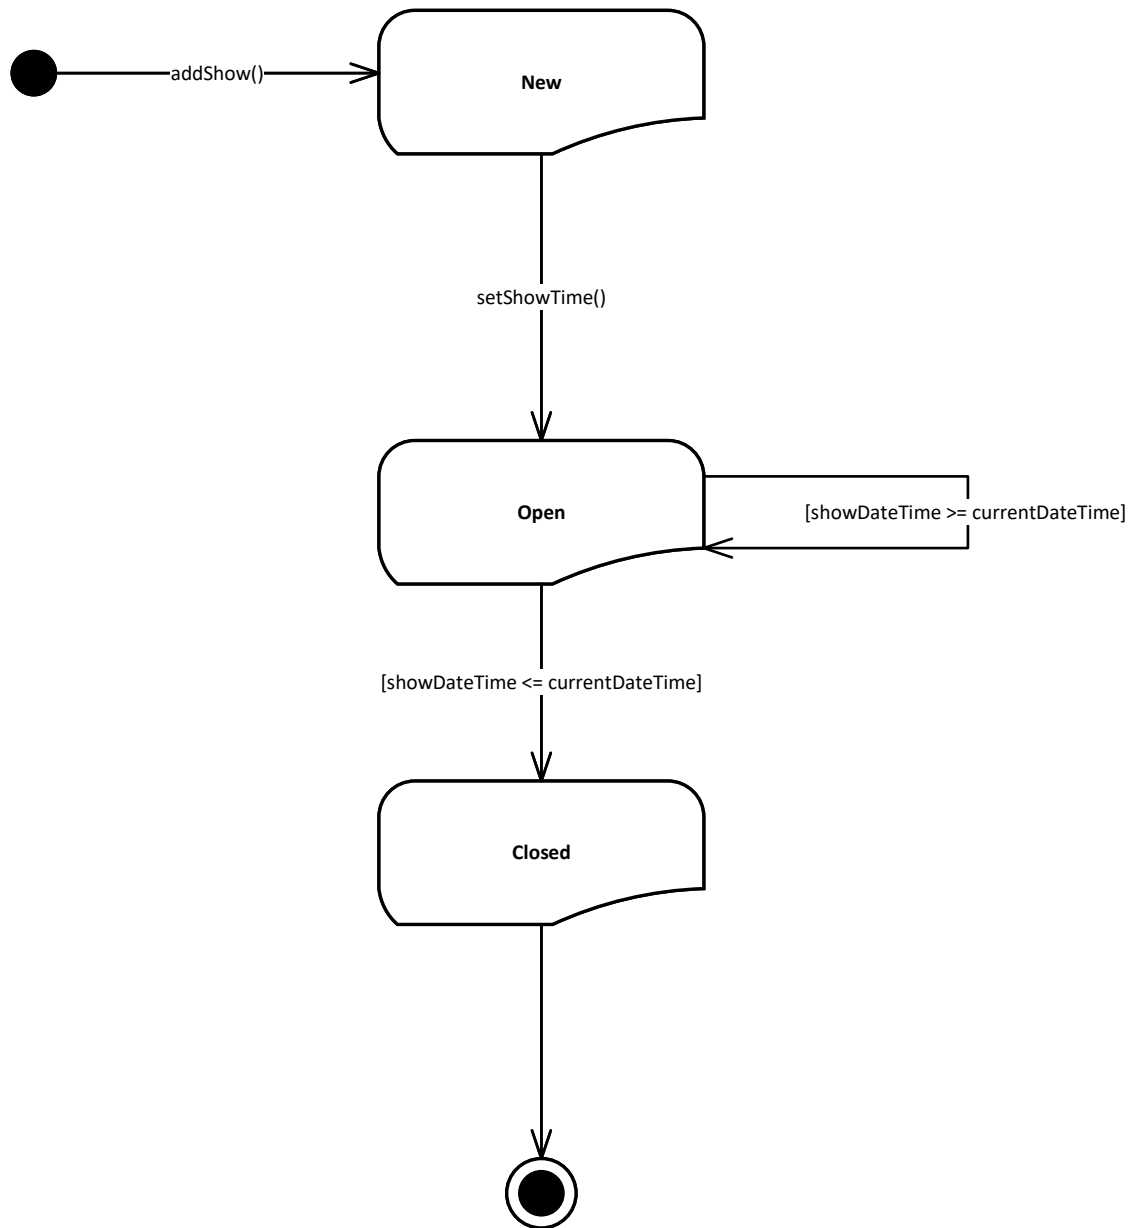 addShow()
New
setShowTime()
Open
[showDateTime >= currentDateTime]
[showDateTime <= currentDateTime]
Closed